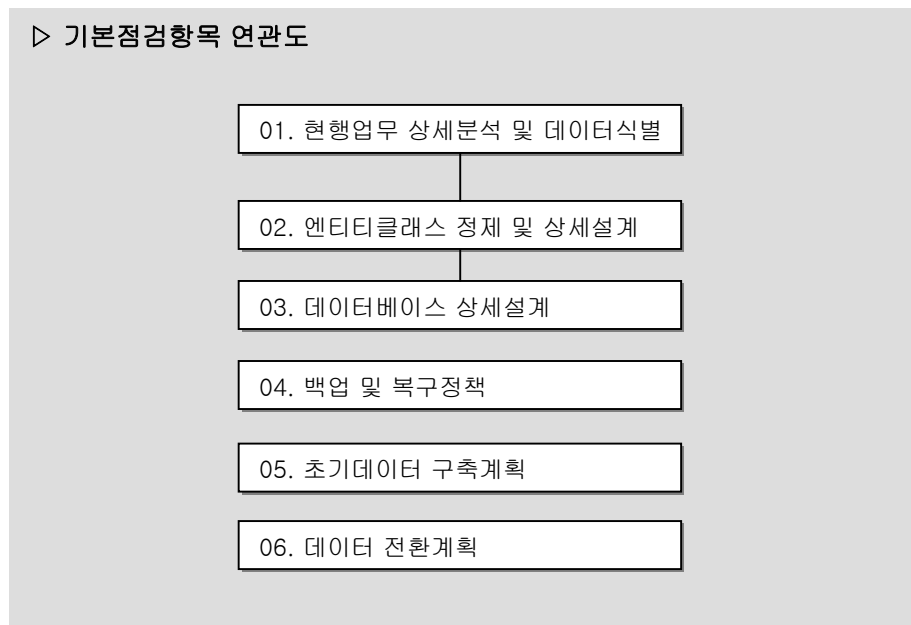 ▷ 기본점검항목 연관도
01. 현행업무 상세분석 및 데이터식별
02. 엔티티클래스 정제 및 상세설계
03. 데이터베이스 상세설계
04. 백업 및 복구정책
05. 초기데이터 구축계획
06. 데이터 전환계획